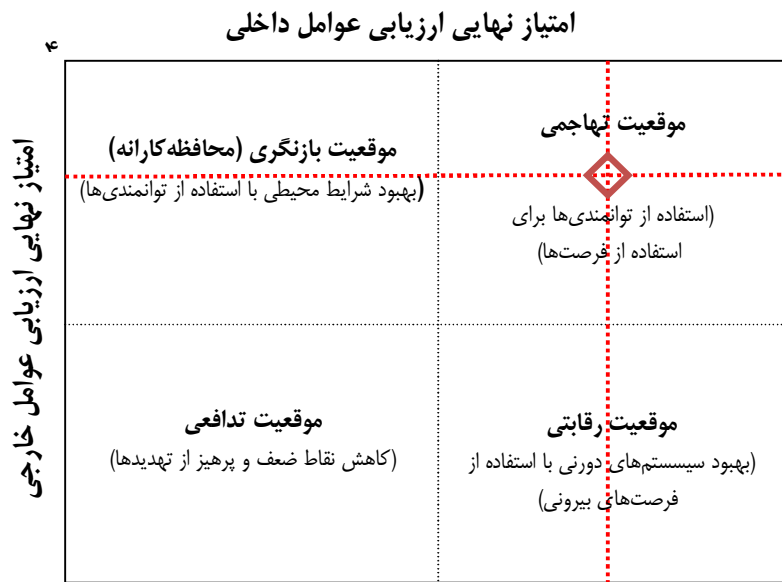 امتیاز نهایی ارزیابی عوامل داخلی
۴
امتیاز نهایی ارزیابی عوامل خارجی
موقعیت تهاجمی
(استفاده از توانمندی‌ها برای
استفاده از فرصت‌ها)
موقعیت بازنگری (محافظه‌کارانه)
(بهبود شرایط محیطی با استفاده از توانمندی‌ها)
موقعیت رقابتی
(بهبود سیسستم‌های دورنی با استفاده از
فرصت‌های بیرونی)
موقعیت تدافعی
(کاهش نقاط ضعف و پرهیز از تهدیدها)